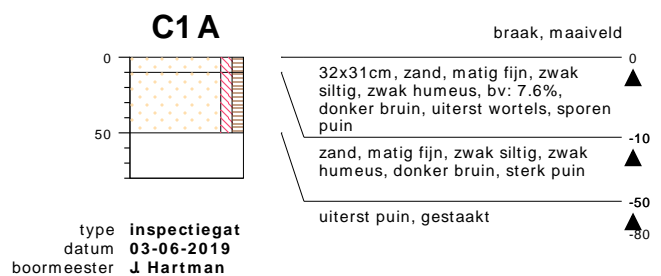 C1 A
braak, maaiveld
0
0
32x31cm, zand, matig fijn, zwak
siltig, zwak humeus, bv: 7.6%,
donker bruin, uiterst wortels, sporen
puin
-10
50
zand, matig fijn, zwak siltig, zwak
humeus, donker bruin, sterk puin
-50
uiterst puin, gestaakt
-80
type inspectiegat
datum 03-06-2019
boormeester J. Hartman